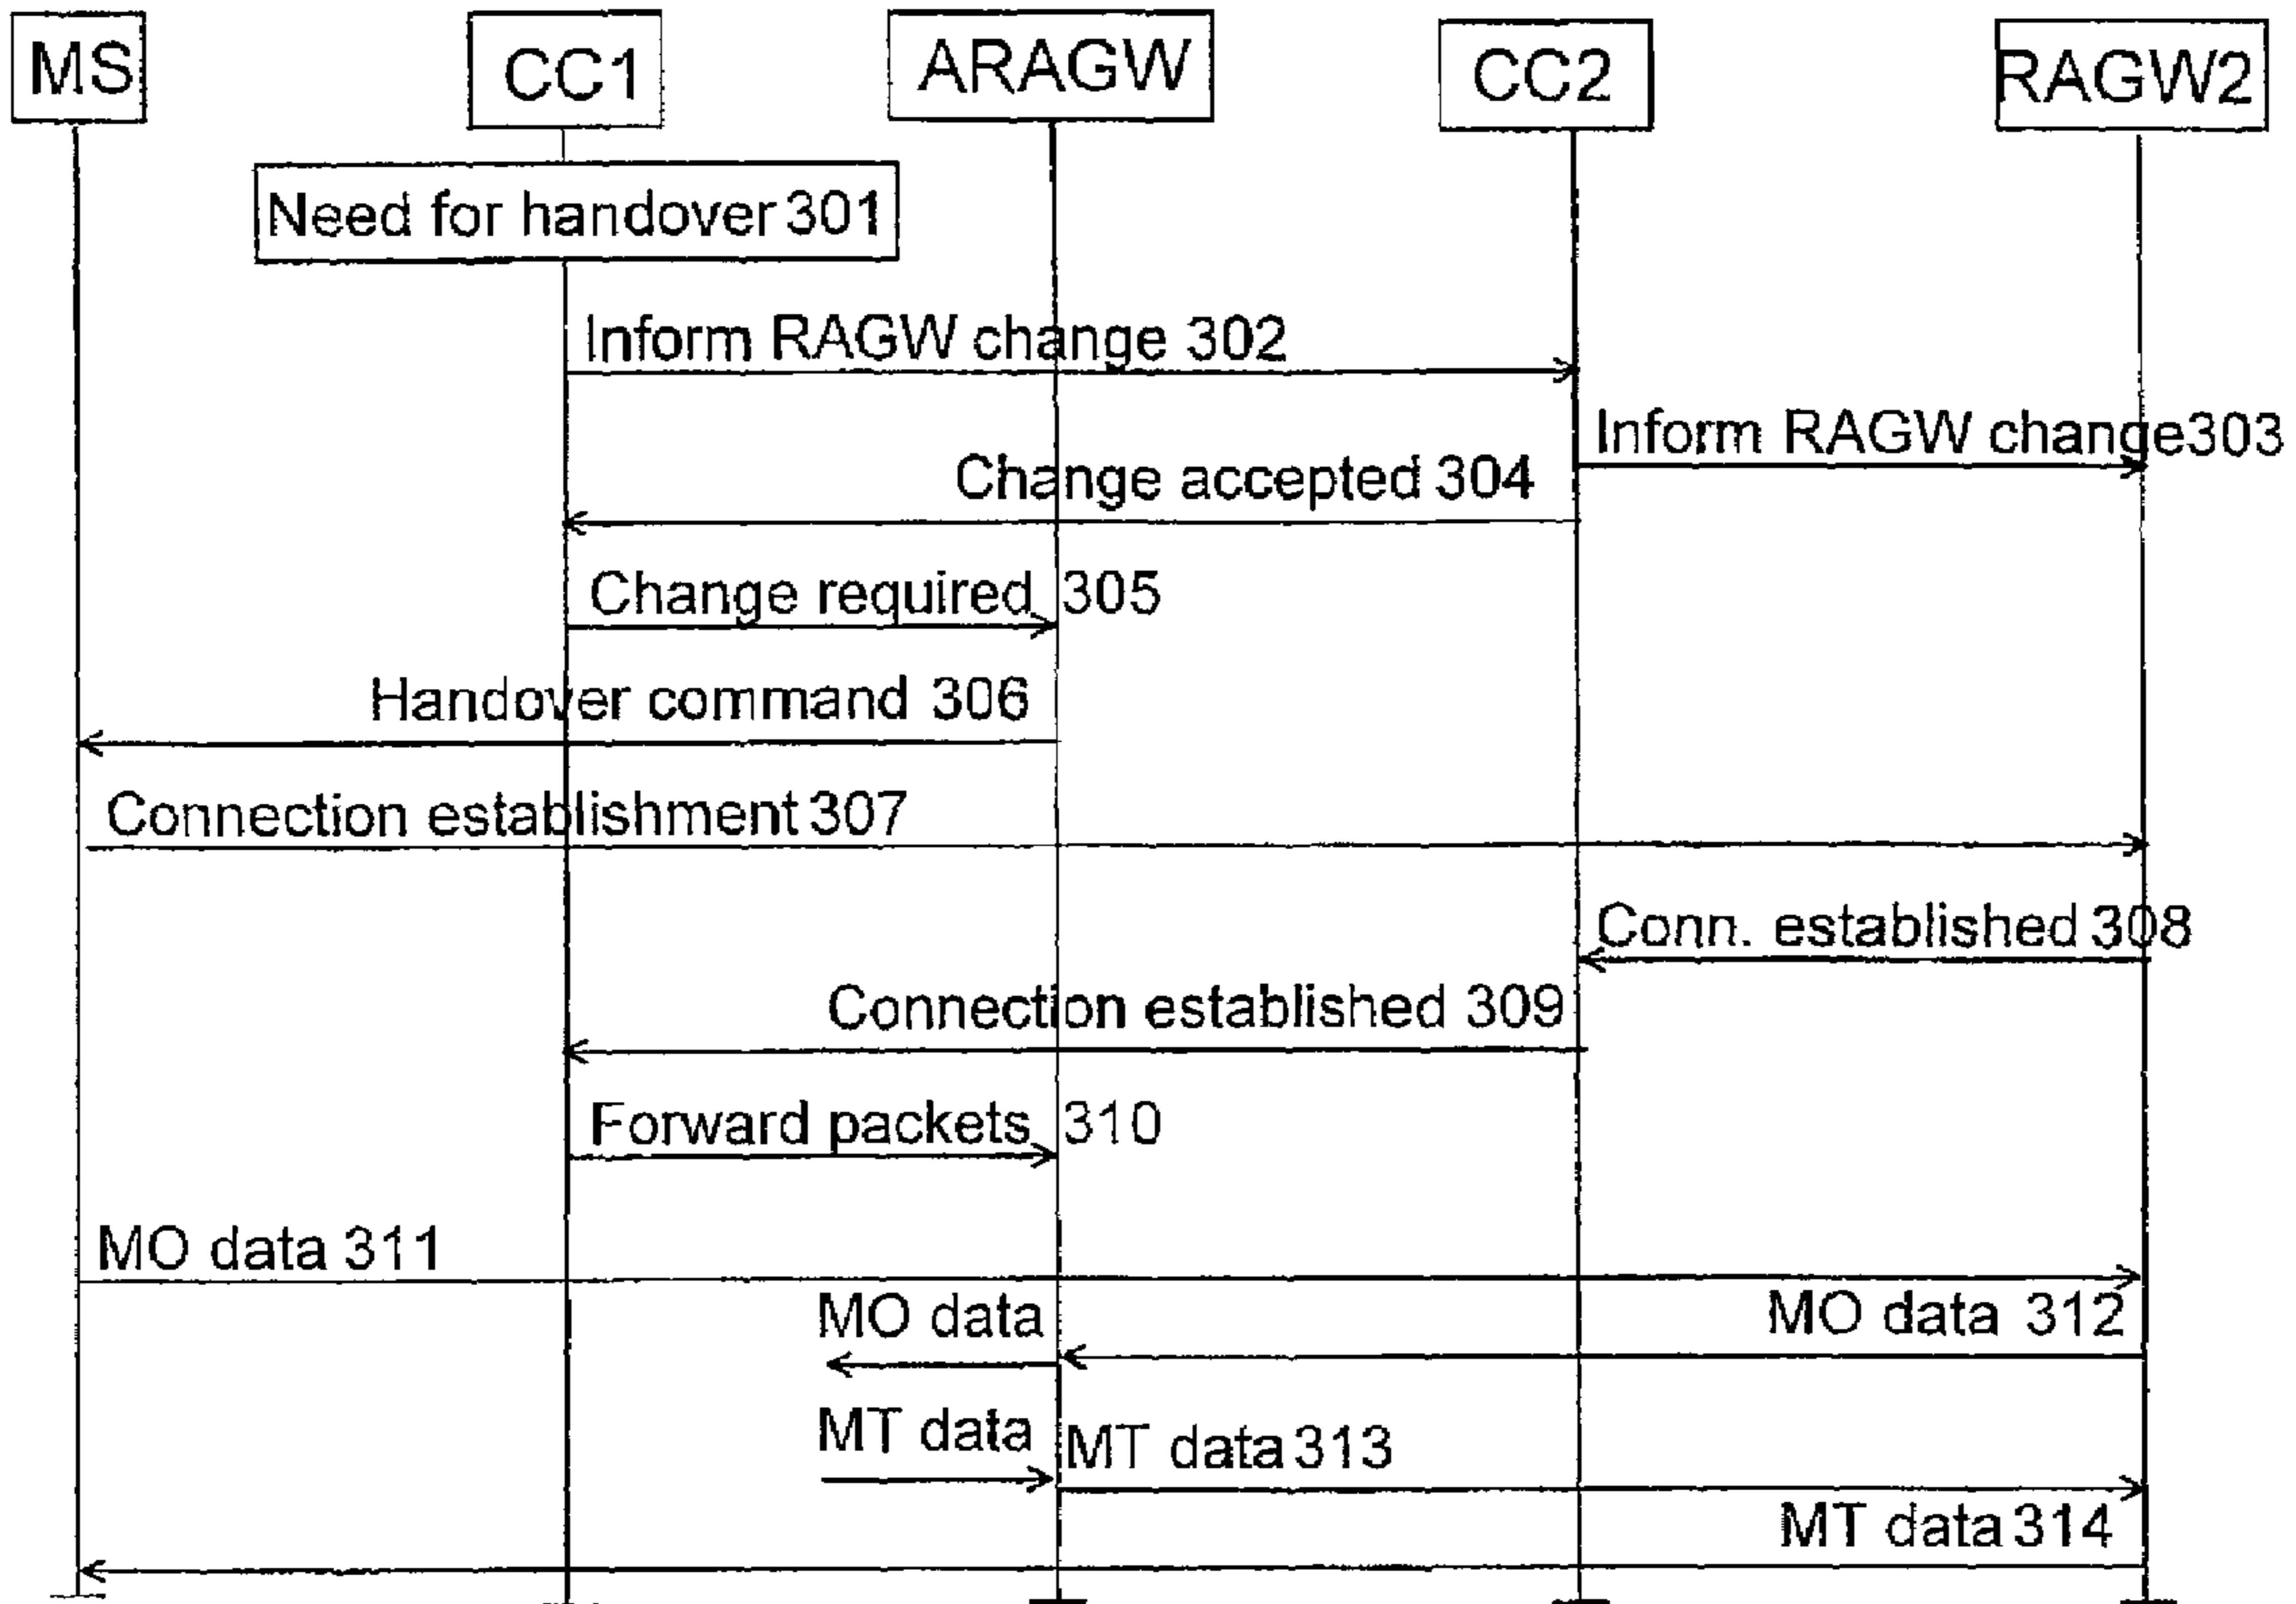 MS
CC1
ARAGW
CC2
RAGW2
Need for handover 301
Inform RAGW change 302
Inform RAGW change303
Change accepted 304
Change required 305
Handover command 306
Connection establishment 307
Conn. established 308
Connection established 309
Forward packets 310
MO data 311
MO data
MO data 312
MT data
MT data 313
MT data 314